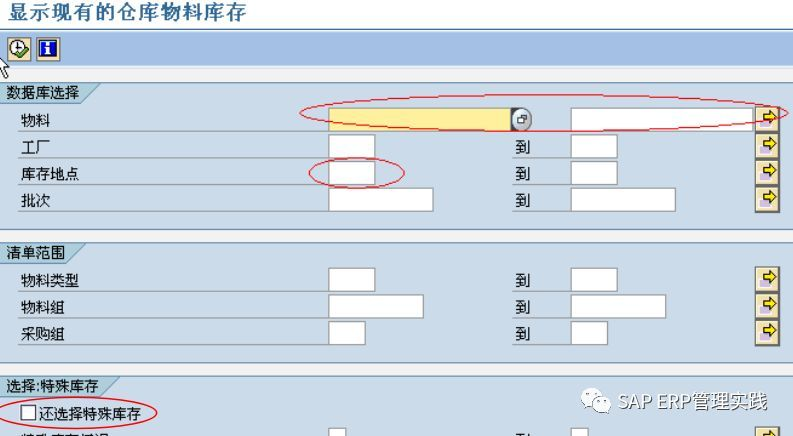 显示现有的仓库物料库存
数据库选择
物料
工厂 到
库存地点 到
批次 到
清单范围
物料类型 到
物料组 到
采购组 到
选择:特殊库存
还选择特殊库存
SAP ERP管理实践